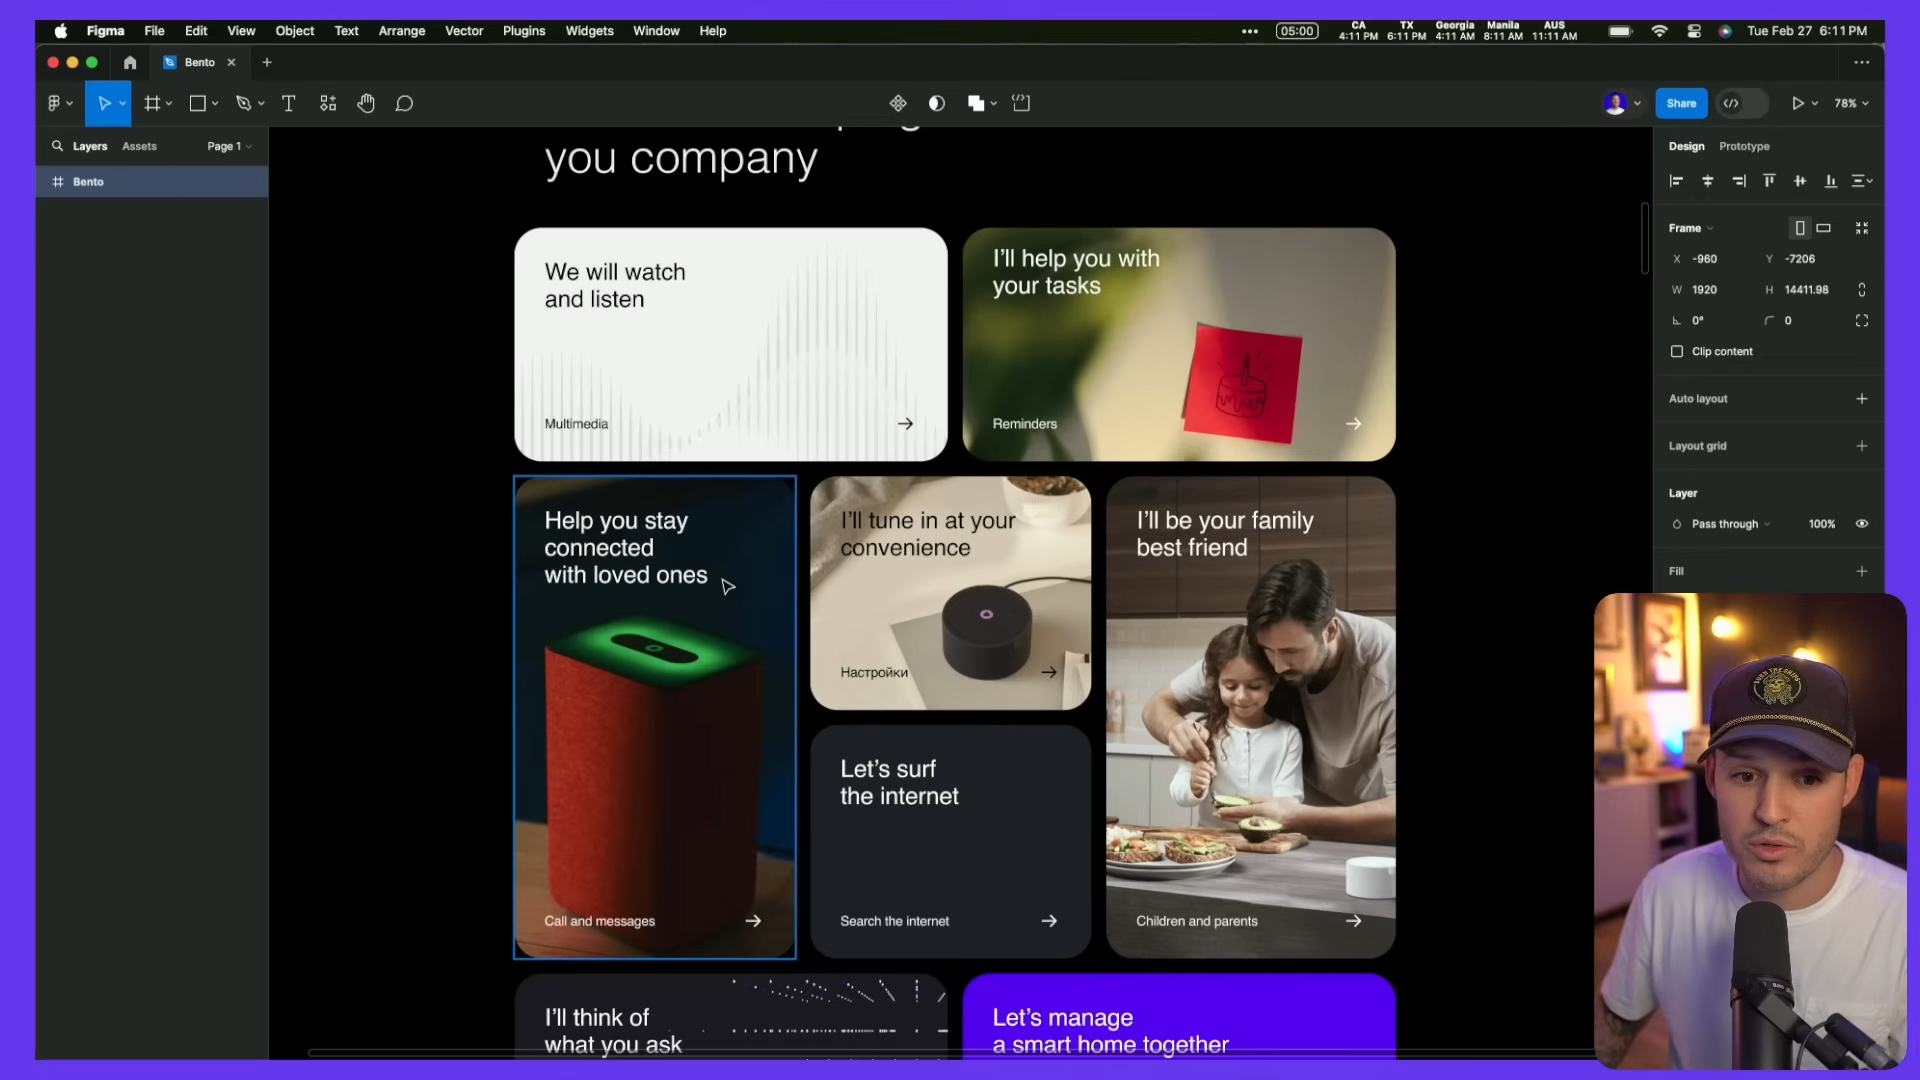 Figma File Edit View Object Text Arrange Vector Plugins Widgets Window Help
05:00
CA
4:11 PM
TX
6:11 PM
Georgia
4:11 AM
Manila
8:11 AM
AUS
11:11 AM
Tue Feb 27 6:11 PM
Bento
Share
78%
Layers Assets Page 1
Bento
you company
We will watch
and listen
Multimedia
I'll help you with
your tasks
Reminders
Help you stay
connected
with loved ones
Call and messages
I'll tune in at your
convenience
Настройки
Let's surf
the internet
Search the internet
I'll be your family
best friend
Children and parents
I'll think of
what you ask
Let's manage
a smart home together
Design Prototype
Frame
X -960 Y -7206
W 1920 H 14411.98
0° 0
Clip content
Auto layout
Layout grid
Layer
Pass through 100%
Fill